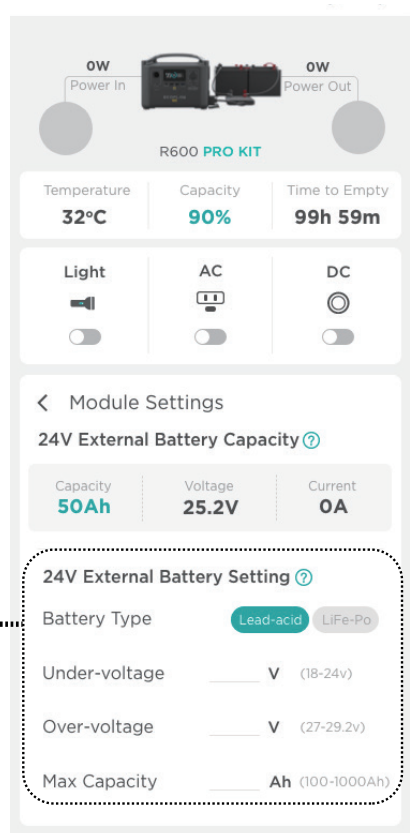 0W 0W
Power In Power Out
R600 PRO KIT
Temperature Capacity Time to Empty
32°C 90% 99h 59m
Light AC DC
< Module Settings
24V External Battery Capacity ?
Capacity Voltage Current
50Ah 25.2V 0A
24V External Battery Setting ?
Battery Type Lead-acid LiFe-Po
Under-voltage ____ V (18-24v)
Over-voltage ____ V (27-29.2v)
Max Capacity ____ Ah (100-1000Ah)